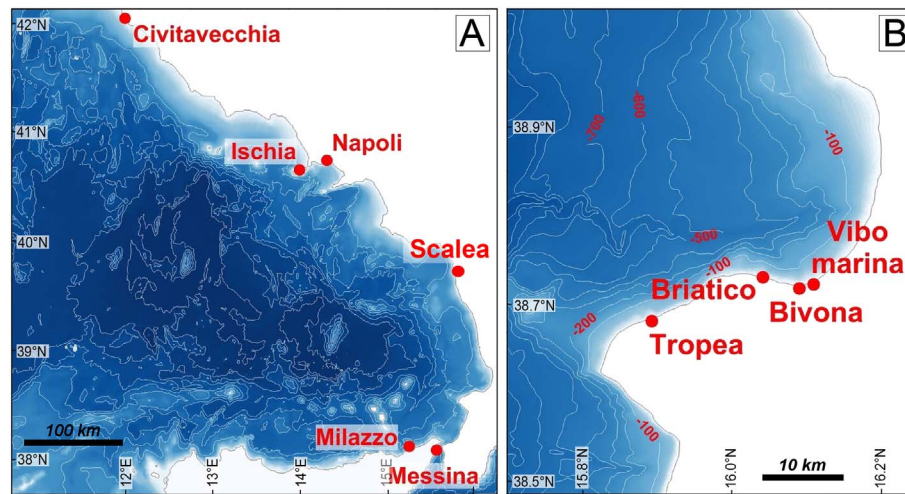 42°N
A
Civitavecchia
41°N
Ischia
Napoli
40°N
Scalea
39°N
100 km
Milazzo
38°N
Messina
12°E
13°E
14°E
15°E
B
-700
-600
38.9°N
-100
-500
Vibo
marina
-100
Briatico
38.7°N
Bivona
-200
Tropea
-100
10 km
38.5°N
15.8°N
16.0°N
16.2°N